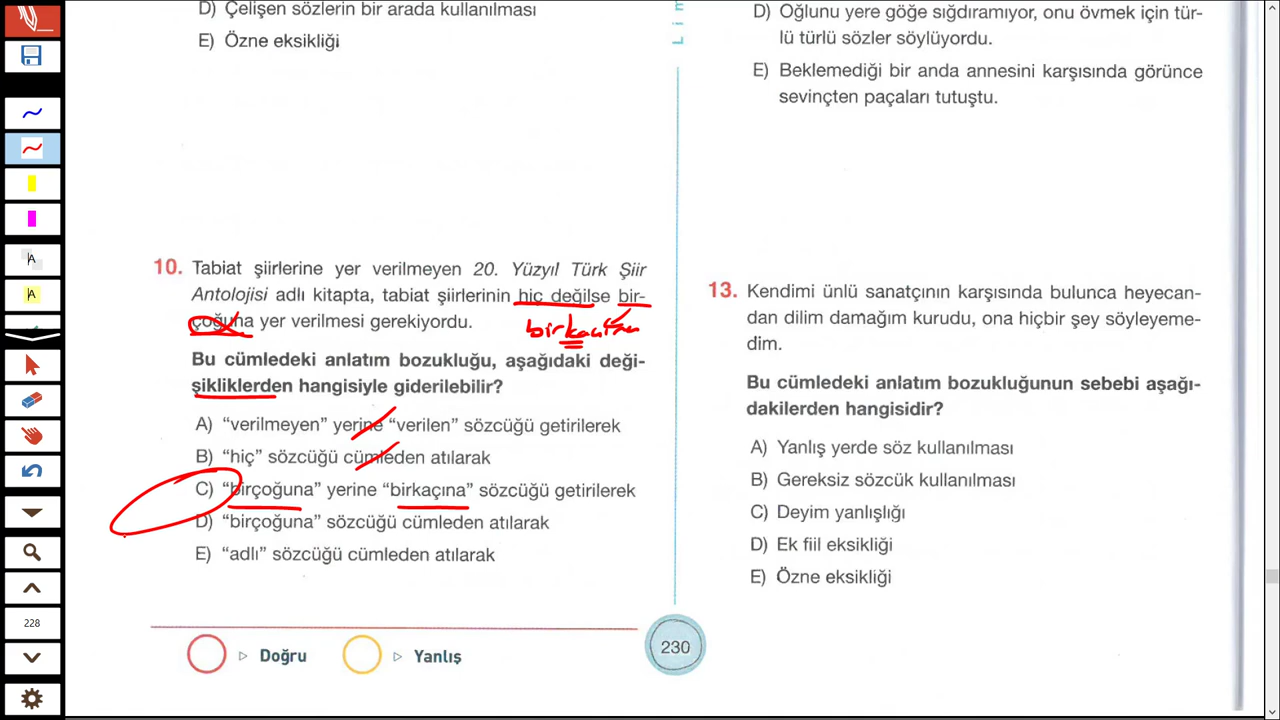 D) Çelişen sözlerin bir arada kullanılması
E) Özne eksikliği
10. Tabiat şiirlerine yer verilmeyen 20. Yüzyıl Türk Şiir
Antolojisi adlı kitapta, tabiat şiirlerinin hiç değilse bir-
çoğuna yer verilmesi gerekiyordu.
Bu cümledeki anlatım bozukluğu, aşağıdaki deği-
şikliklerden hangisiyle giderilebilir?
A) “verilmeyen” yerine “verilen” sözcüğü getirilerek
B) “hiç” sözcüğü cümleden atılarak
C) “birçoğuna” yerine “birkaçına” sözcüğü getirilerek
D) “birçoğuna” sözcüğü cümleden atılarak
E) “adlı” sözcüğü cümleden atılarak
Doğru
Yanlış
230
D) Oğlunu yere göğe sığdıramıyor, onu övmek için tür-
lü türlü sözler söylüyordu.
E) Beklemediği bir anda annesini karşısında görünce
sevinçten paçaları tutuştu.
13. Kendimi ünlü sanatçının karşısında bulunca heyecan-
dan dilim damağım kurudu, ona hiçbir şey söyleyeme-
dim.
Bu cümledeki anlatım bozukluğunun sebebi aşağı-
dakilerden hangisidir?
A) Yanlış yerde söz kullanılması
B) Gereksiz sözcük kullanılması
C) Deyim yanlışlığı
D) Ek fiil eksikliği
E) Özne eksikliği
A
A
228